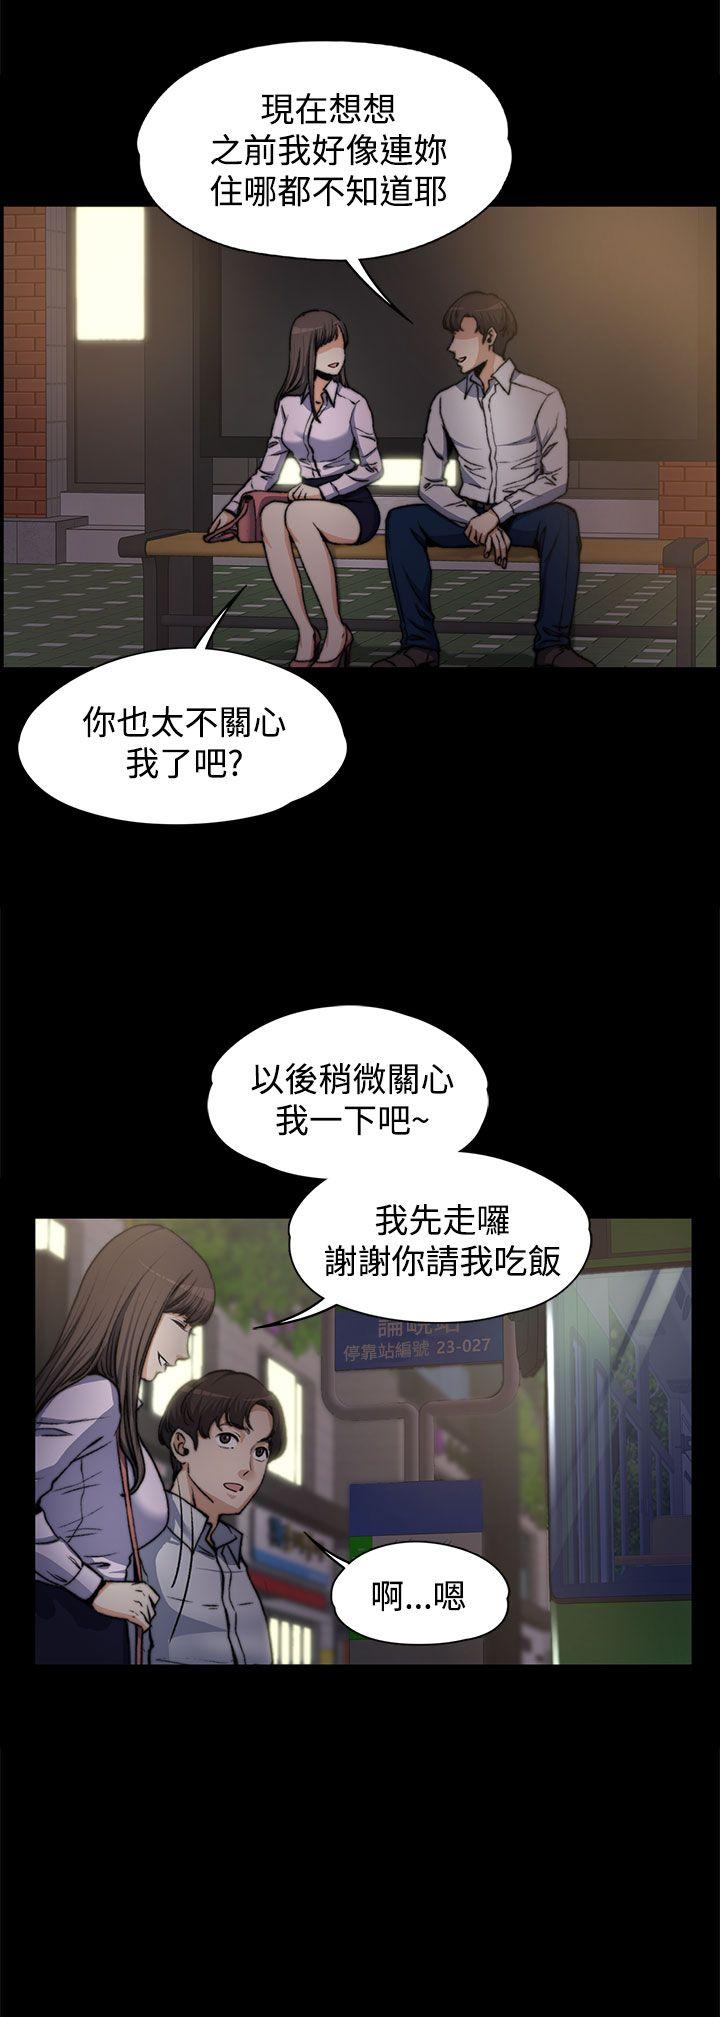 現在想想
之前我好像連妳
住哪都不知道耶
你也太不關心
我了吧?
以後稍微關心
我一下吧~
我先走囉
謝謝你請我吃飯
停靠站編號 23-027
啊...嗯